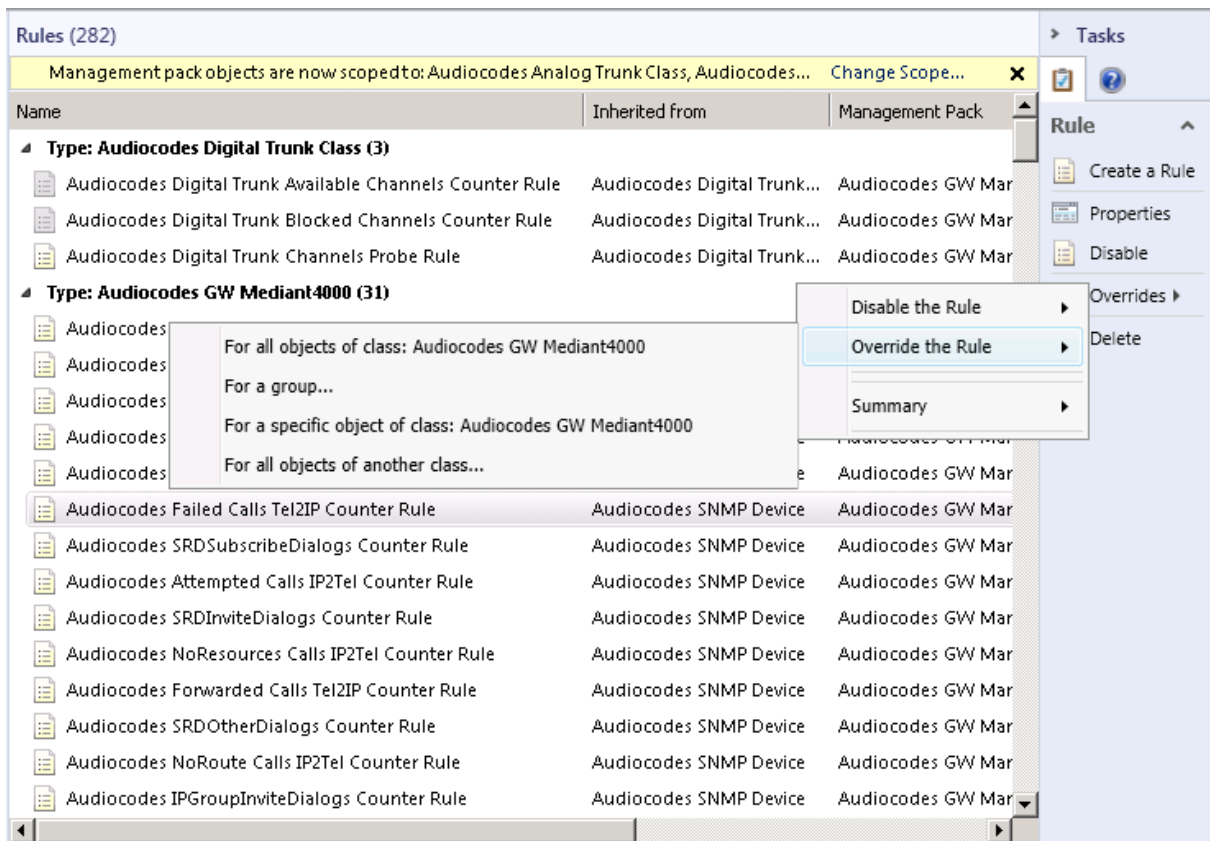 Rules (282)
Management pack objects are now scoped to: Audiocodes Analog Trunk Class, Audiocodes... Change Scope...
Name Inherited from Management Pack
Type: Audiocodes Digital Trunk Class (3)
Audiocodes Digital Trunk Available Channels Counter Rule Audiocodes Digital Trunk... Audiocodes GW Mar
Audiocodes Digital Trunk Blocked Channels Counter Rule Audiocodes Digital Trunk... Audiocodes GW Mar
Audiocodes Digital Trunk Channels Probe Rule Audiocodes Digital Trunk... Audiocodes GW Mar
Type: Audiocodes GW Mediant4000 (31)
Audiocodes
Audiocodes
Audiocodes
Audiocodes
Audiocodes Audiocodes GW Mar
For all objects of class: Audiocodes GW Mediant4000
For a group...
For a specific object of class: Audiocodes GW Mediant4000
For all objects of another class...
Disable the Rule
Override the Rule
Summary
Audiocodes Failed Calls Tel2IP Counter Rule Audiocodes SNMP Device Audiocodes GW Mar
Audiocodes SRDSubscribeDialogs Counter Rule Audiocodes SNMP Device Audiocodes GW Mar
Audiocodes Attempted Calls IP2Tel Counter Rule Audiocodes SNMP Device Audiocodes GW Mar
Audiocodes SRDInviteDialogs Counter Rule Audiocodes SNMP Device Audiocodes GW Mar
Audiocodes NoResources Calls IP2Tel Counter Rule Audiocodes SNMP Device Audiocodes GW Mar
Audiocodes Forwarded Calls Tel2IP Counter Rule Audiocodes SNMP Device Audiocodes GW Mar
Audiocodes SRDOtherDialogs Counter Rule Audiocodes SNMP Device Audiocodes GW Mar
Audiocodes NoRoute Calls IP2Tel Counter Rule Audiocodes SNMP Device Audiocodes GW Mar
Audiocodes IPGroupInviteDialogs Counter Rule Audiocodes SNMP Device Audiocodes GW Mar
Tasks
Rule
Create a Rule
Properties
Disable
Overrides
Delete